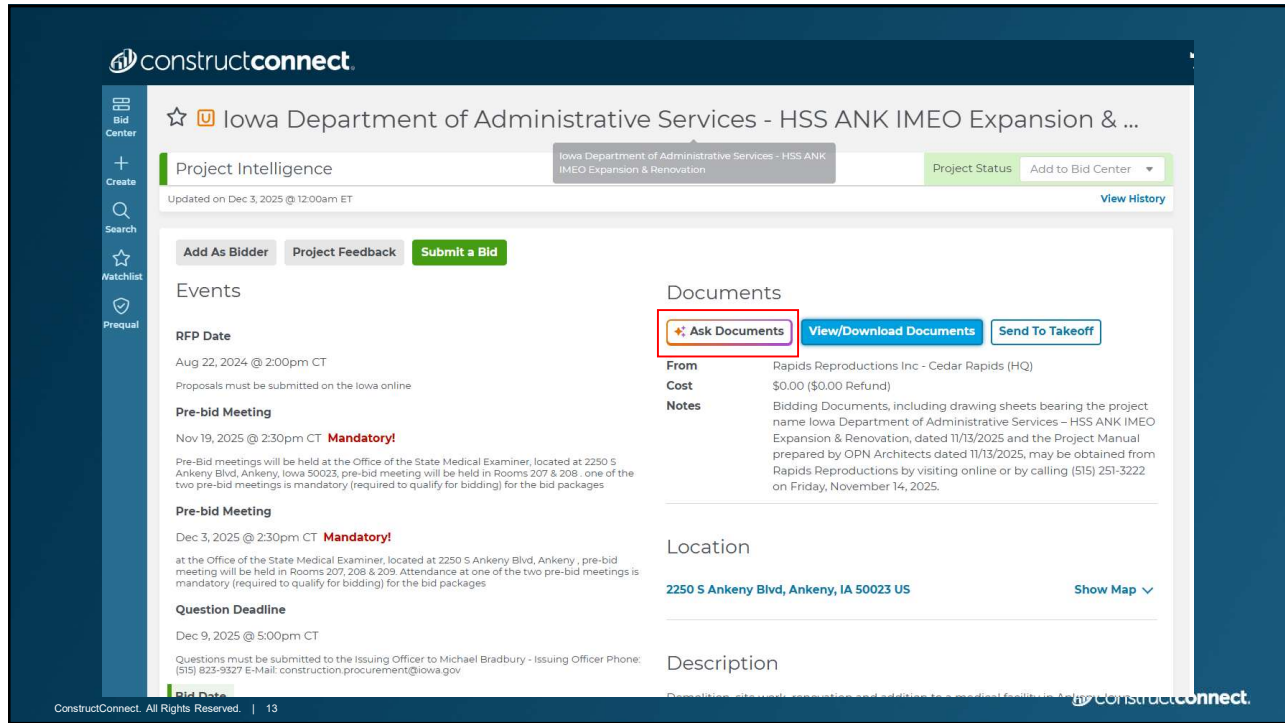 constructconnect.
Bid
Center
Create
Search
Watchlist
Prequal
U Iowa Department of Administrative Services - HSS ANK IMEO Expansion & ...
Iowa Department of Administrative Services - HSS ANK
IMEO Expansion & Renovation
Project Intelligence
Project Status Add to Bid Center
Updated on Dec 3, 2025 @ 12:00am ET
View History
Add As Bidder Project Feedback Submit a Bid
Events
RFP Date
Aug 22, 2024 @ 2:00pm CT
Proposals must be submitted on the Iowa online
Pre-bid Meeting
Nov 19, 2025 @ 2:30pm CT Mandatory!
Pre-Bid meetings will be held at the Office of the State Medical Examiner, located at 2250 S
Ankeny Blvd, Ankeny, Iowa 50023, pre-bid meeting will be held in Rooms 207 & 208 . one of the
two pre-bid meetings is mandatory (required to qualify for bidding) for the bid packages
Pre-bid Meeting
Dec 3, 2025 @ 2:30pm CT Mandatory!
at the Office of the State Medical Examiner, located at 2250 S Ankeny Blvd, Ankeny , pre-bid
meeting will be held in Rooms 207, 208 & 209. Attendance at one of the two pre-bid meetings is
mandatory (required to qualify for bidding) for the bid packages
Question Deadline
Dec 9, 2025 @ 5:00pm CT
Questions must be submitted to the Issuing Officer to Michael Bradbury - Issuing Officer Phone:
(515) 823-9327 E-Mail: construction.procurement@iowa.gov
Bid Date
Documents
Ask Documents View/Download Documents Send To Takeoff
From Rapids Reproductions Inc - Cedar Rapids (HQ)
Cost $0.00 ($0.00 Refund)
Notes Bidding Documents, including drawing sheets bearing the project
name Iowa Department of Administrative Services – HSS ANK IMEO
Expansion & Renovation, dated 11/13/2025 and the Project Manual
prepared by OPN Architects dated 11/13/2025, may be obtained from
Rapids Reproductions by visiting online or by calling (515) 251-3222
on Friday, November 14, 2025.
Location
2250 S Ankeny Blvd, Ankeny, IA 50023 US Show Map
Description
Demolition, site work, renovation and addition to a medical facility in Ankeny, Iowa
ConstructConnect. All Rights Reserved. | 13
constructconnect.